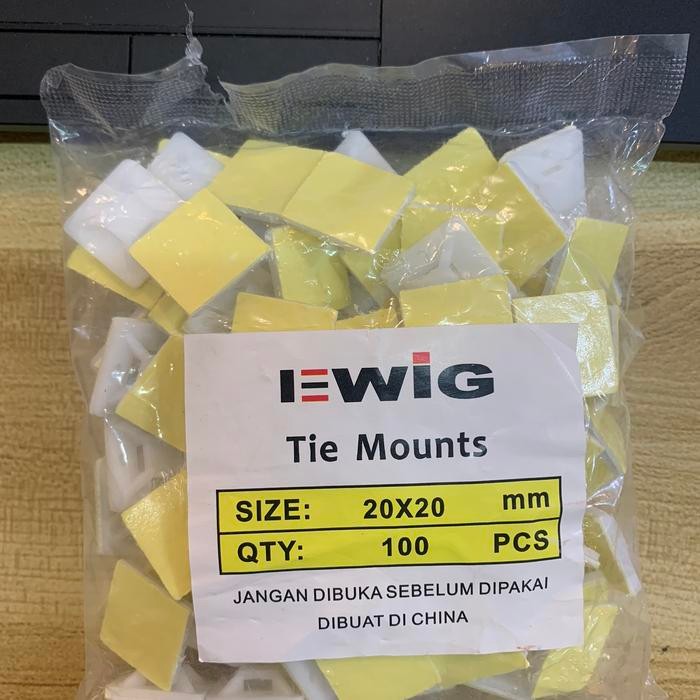 EWiG
Tie Mounts
SIZE: 20X20 mm
QTY: 100 PCS
JANGAN DIBUKA SEBELUM DIPAKAI
DIBUAT DI CHINA